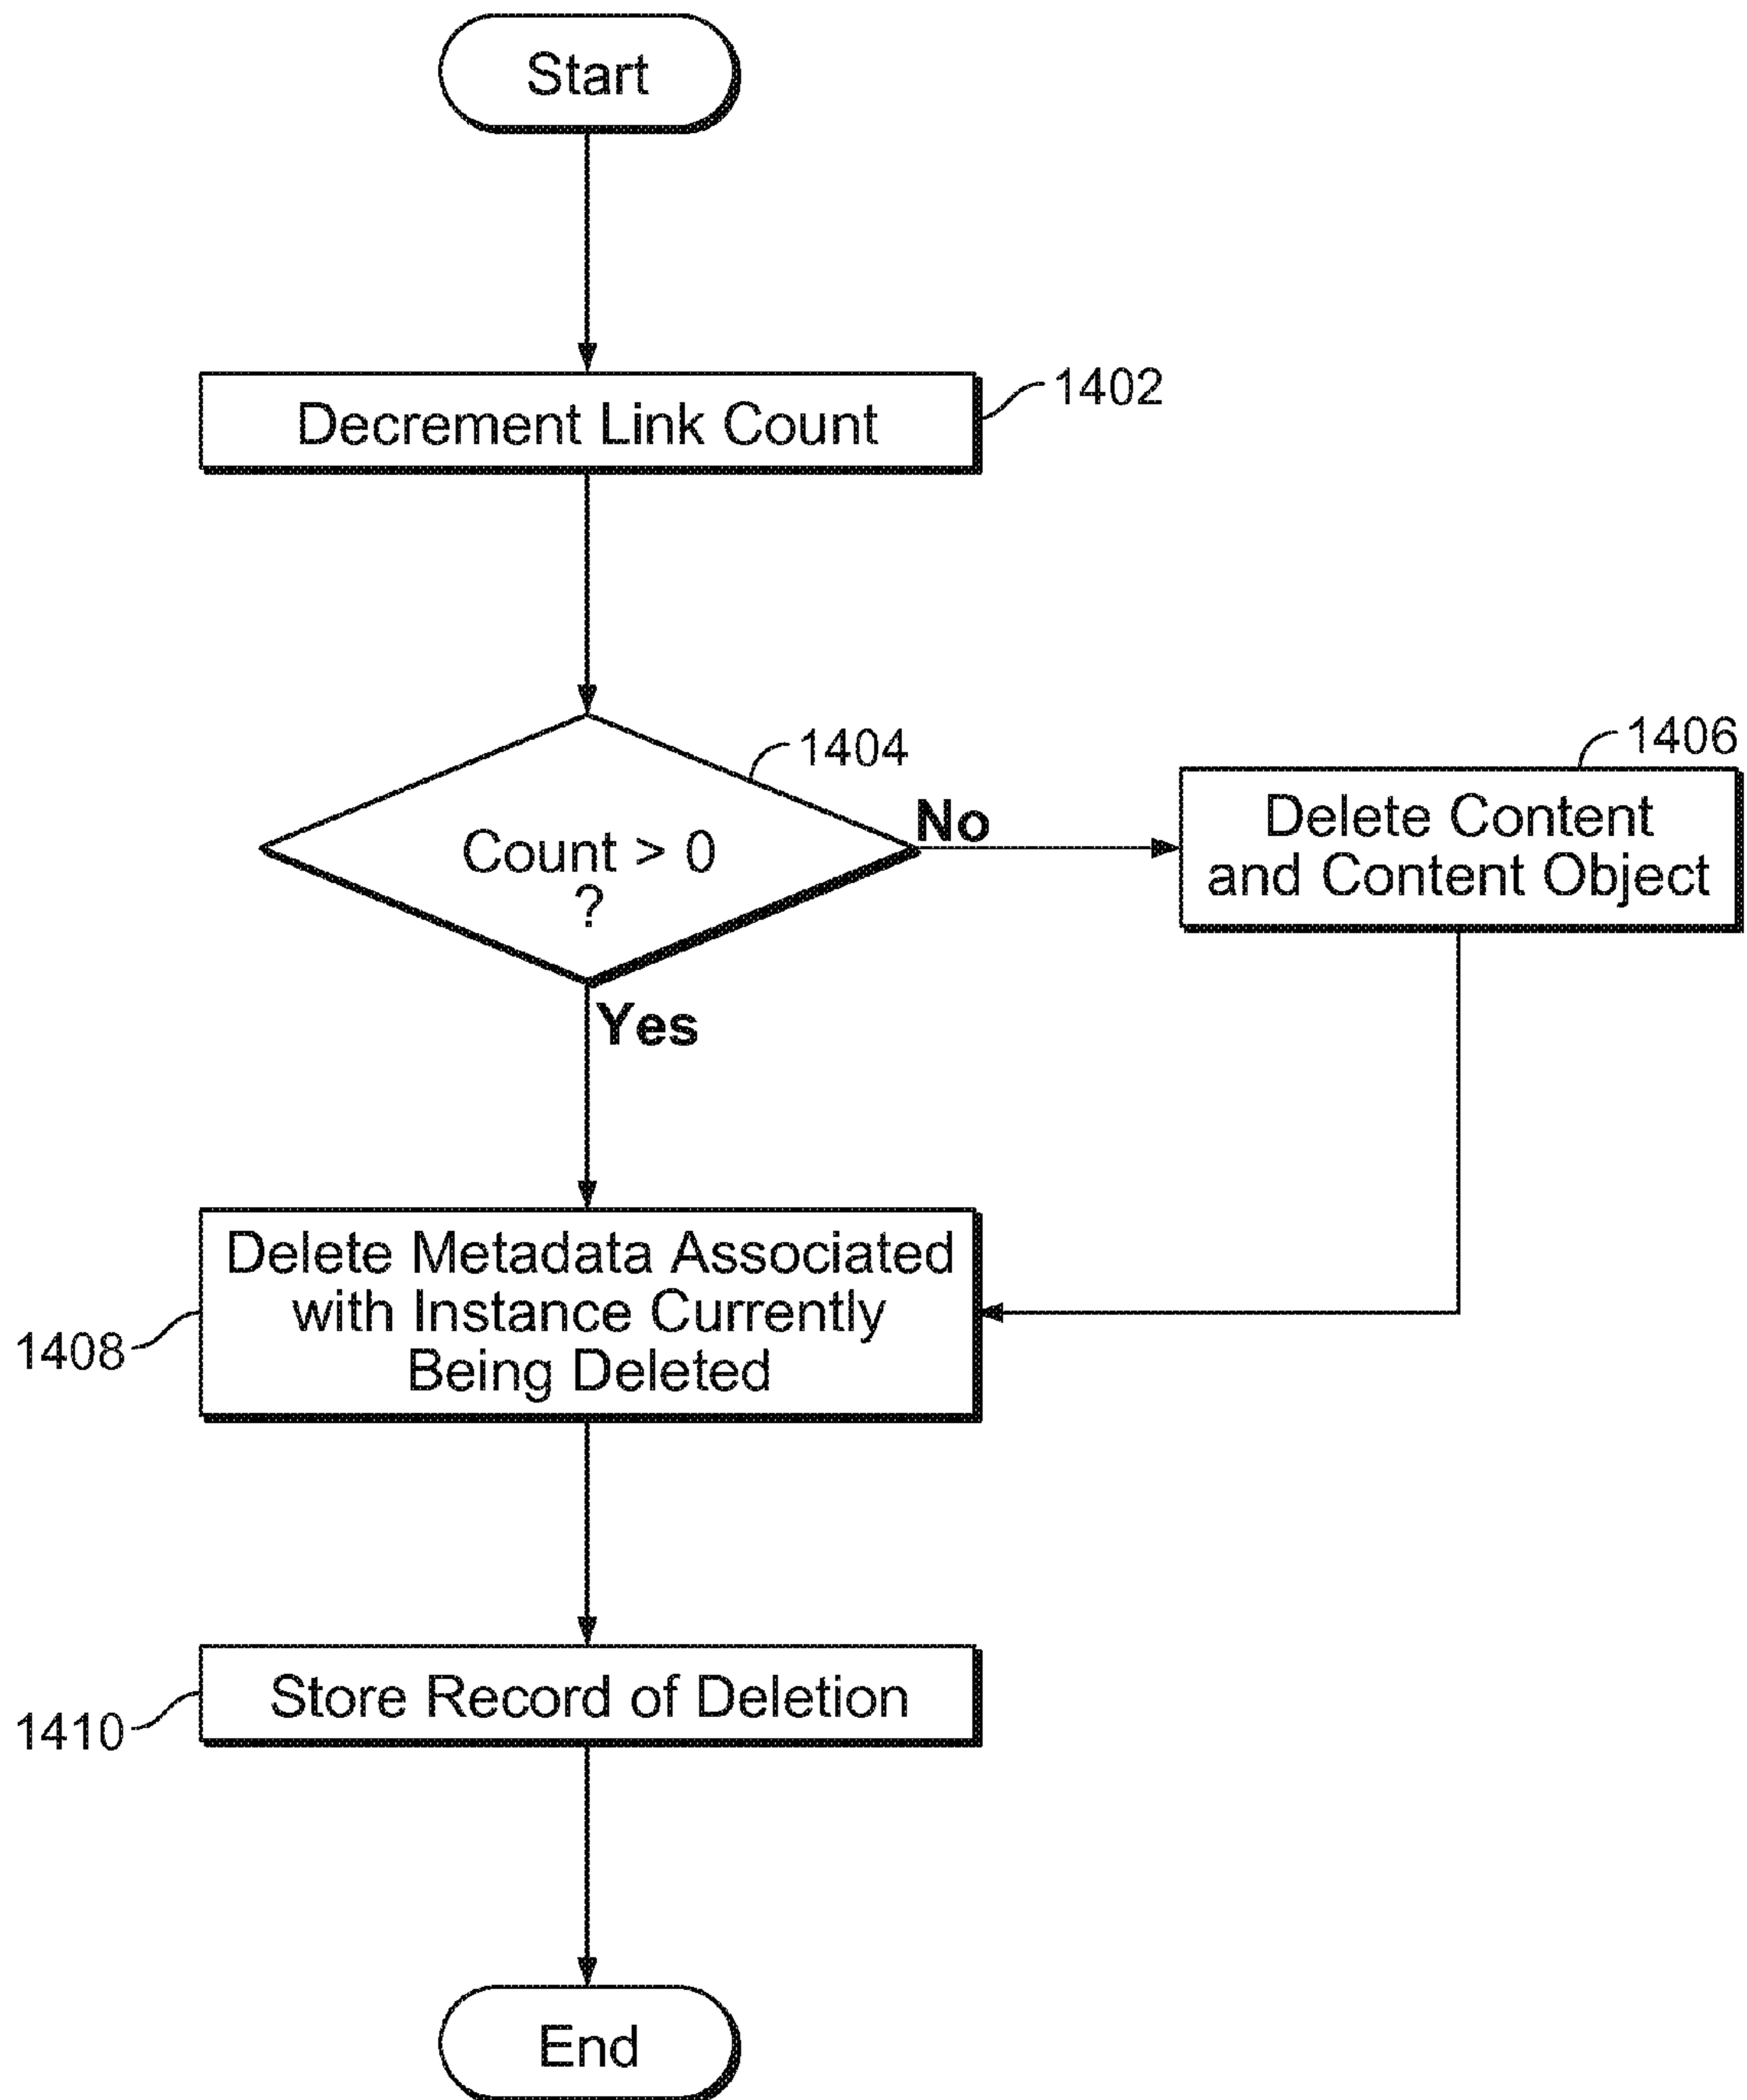 Start
Decrement Link Count
1402
1404
Count > 0
?
No
1406
Delete Content
and Content Object
Yes
Delete Metadata Associated
with Instance Currently
Being Deleted
1408
Store Record of Deletion
1410
End